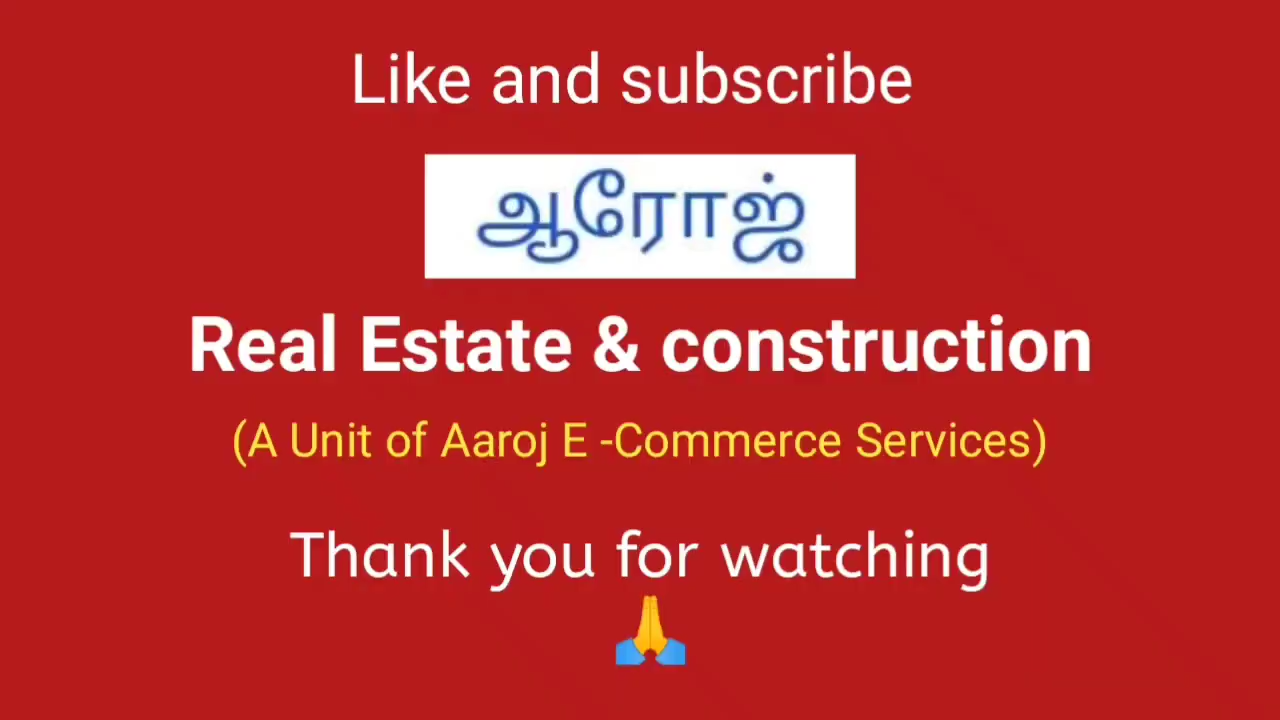 Like and subscribe
ஆரோஜ்
Real Estate & construction
(A Unit of Aaroj E -Commerce Services)
Thank you for watching
🙏